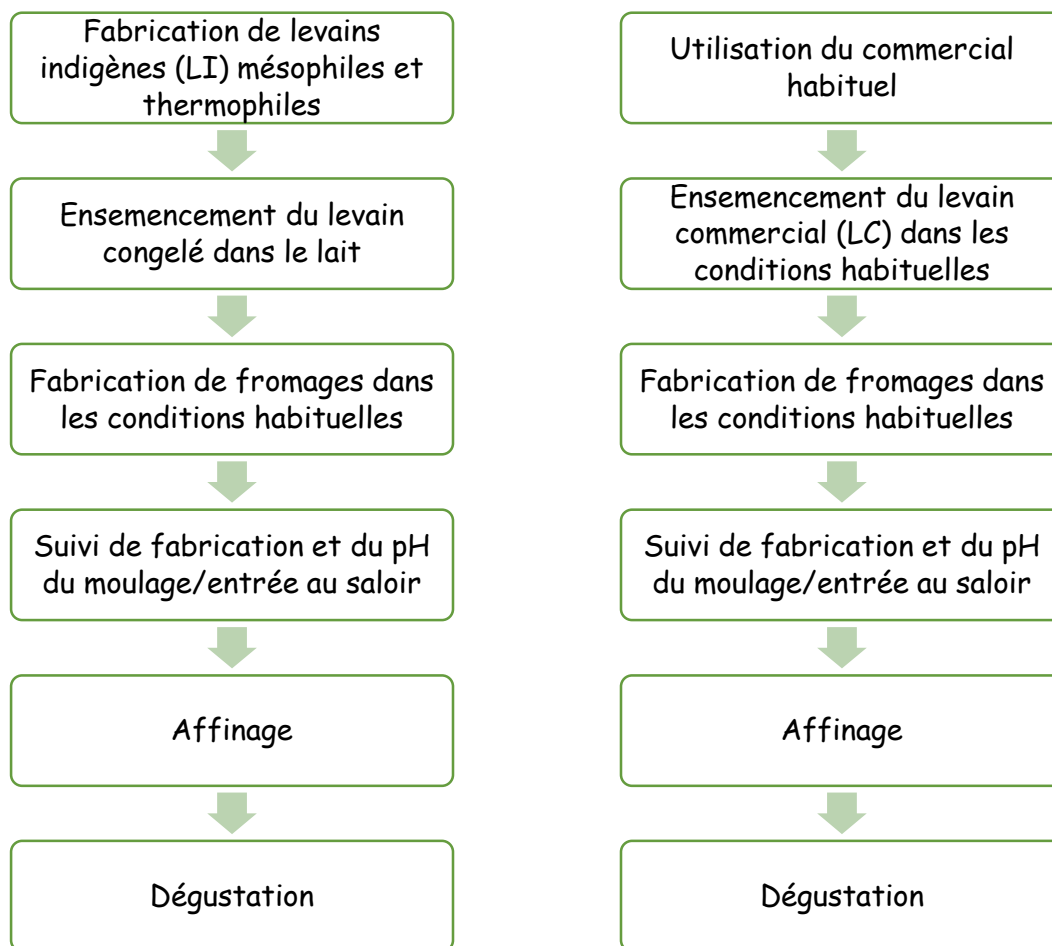 Fabrication de levains
indigènes (LI) mésophiles et
thermophiles
Ensemencement du levain
congelé dans le lait
Fabrication de fromages dans
les conditions habituelles
Suivi de fabrication et du pH
du moulage/entrée au saloir
Affinage
Dégustation
Utilisation du commercial
habituel
Ensemencement du levain
commercial (LC) dans les
conditions habituelles
Fabrication de fromages dans
les conditions habituelles
Suivi de fabrication et du pH
du moulage/entrée au saloir
Affinage
Dégustation